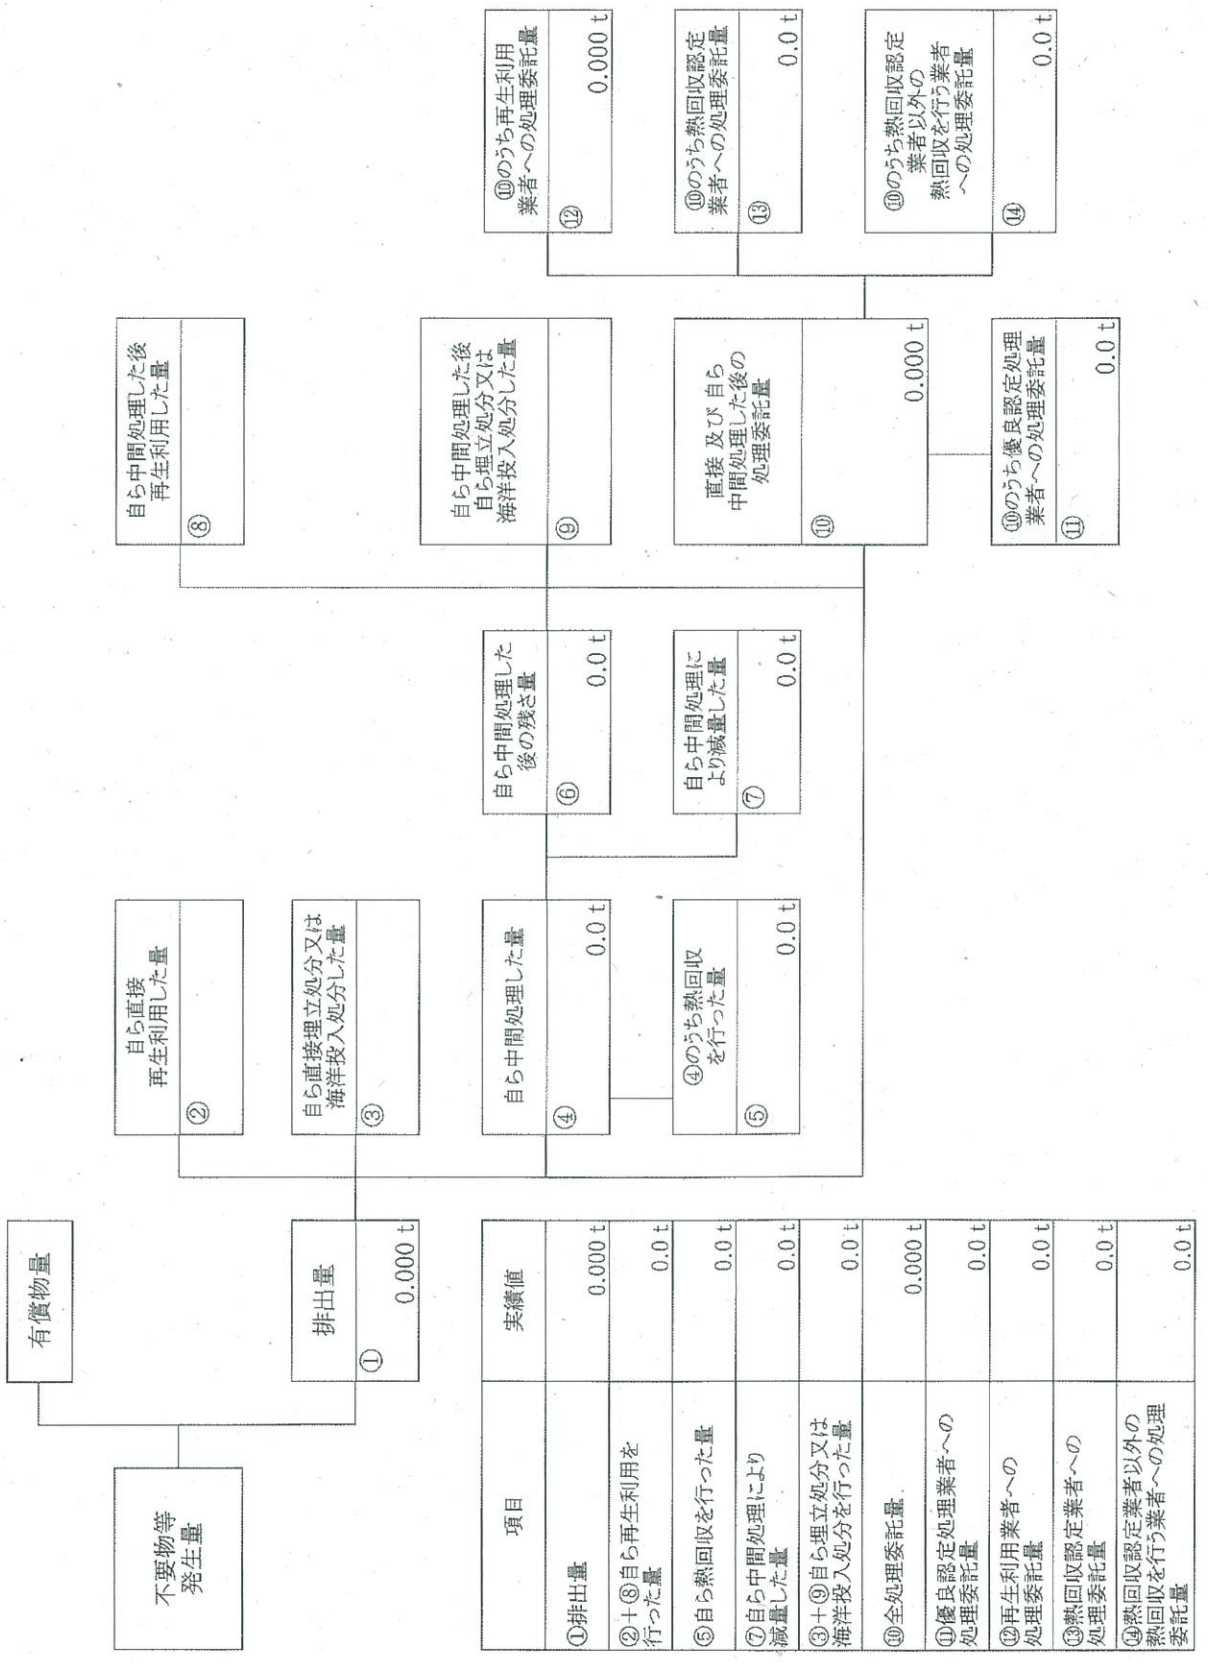 不要物等
発生量
有償物量
排出量
①
0.000 t
自ら直接
再生利用した量
②
自ら直接埋立処分又は
海洋投入処分した量
③
自ら中間処理した量
④
0.0 t
④のうち熱回収
を行った量
⑤
0.0 t
自ら中間処理した
後の残さ量
⑥
0.0 t
自ら中間処理に
より減量した量
⑦
0.0 t
自ら中間処理した後
再生利用した量
⑧
自ら中間処理した後
自ら埋立処分又は
海洋投入処分した量
⑨
直接 及び 自ら
中間処理した後の
処理委託量
⑩
0.000 t
⑩のうち優良認定処理
業者への処理委託量
⑪
0.0 t
⑩のうち再生利用
業者への処理委託量
⑫
0.000 t
⑩のうち熱回収認定
業者への処理委託量
⑬
0.0 t
⑩のうち熱回収認定
業者以外の
熱回収を行う業者
への処理委託量
⑭
0.0 t
項目 実績値
①排出量 0.000 t
②＋⑧自ら再生利用を
行った量 0.0 t
⑤自ら熱回収を行った量 0.0 t
⑦自ら中間処理により
減量した量 0.0 t
③＋⑨自ら埋立処分又は
海洋投入処分を行った量 0.0 t
⑩全処理委託量 0.000 t
⑪優良認定処理業者への
処理委託量 0.0 t
⑫再生利用業者への
処理委託量 0.0 t
⑬熱回収認定業者への
処理委託量 0.0 t
⑭熱回収認定業者以外の
熱回収を行う業者への処理
委託量 0.0 t